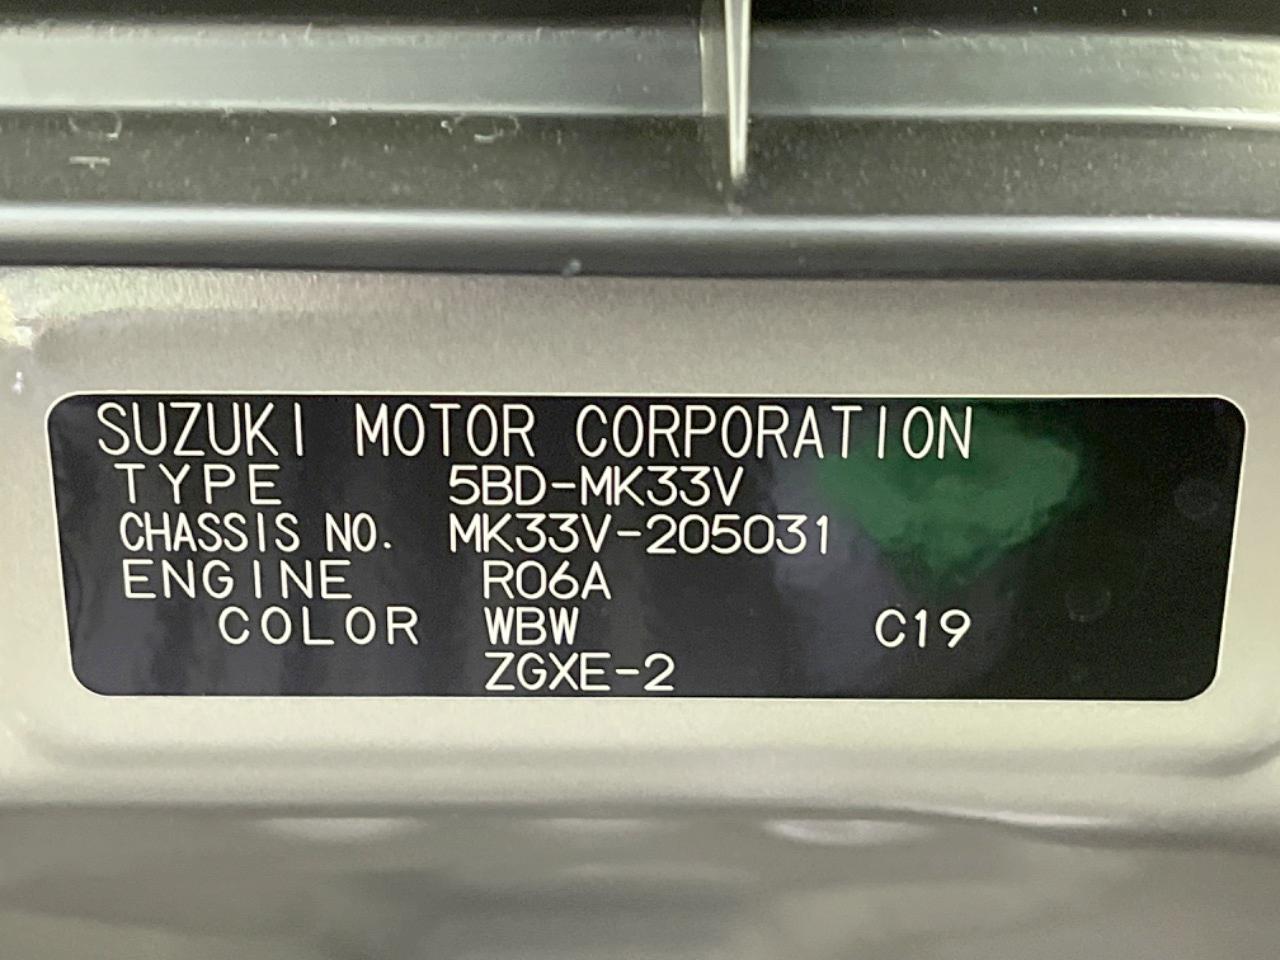 SUZUKI MOTOR CORPORATION
TYPE 5BD-MK33V
CHASSIS NO. MK33V-205031
ENGINE R06A
COLOR WBW C19
ZGXE-2